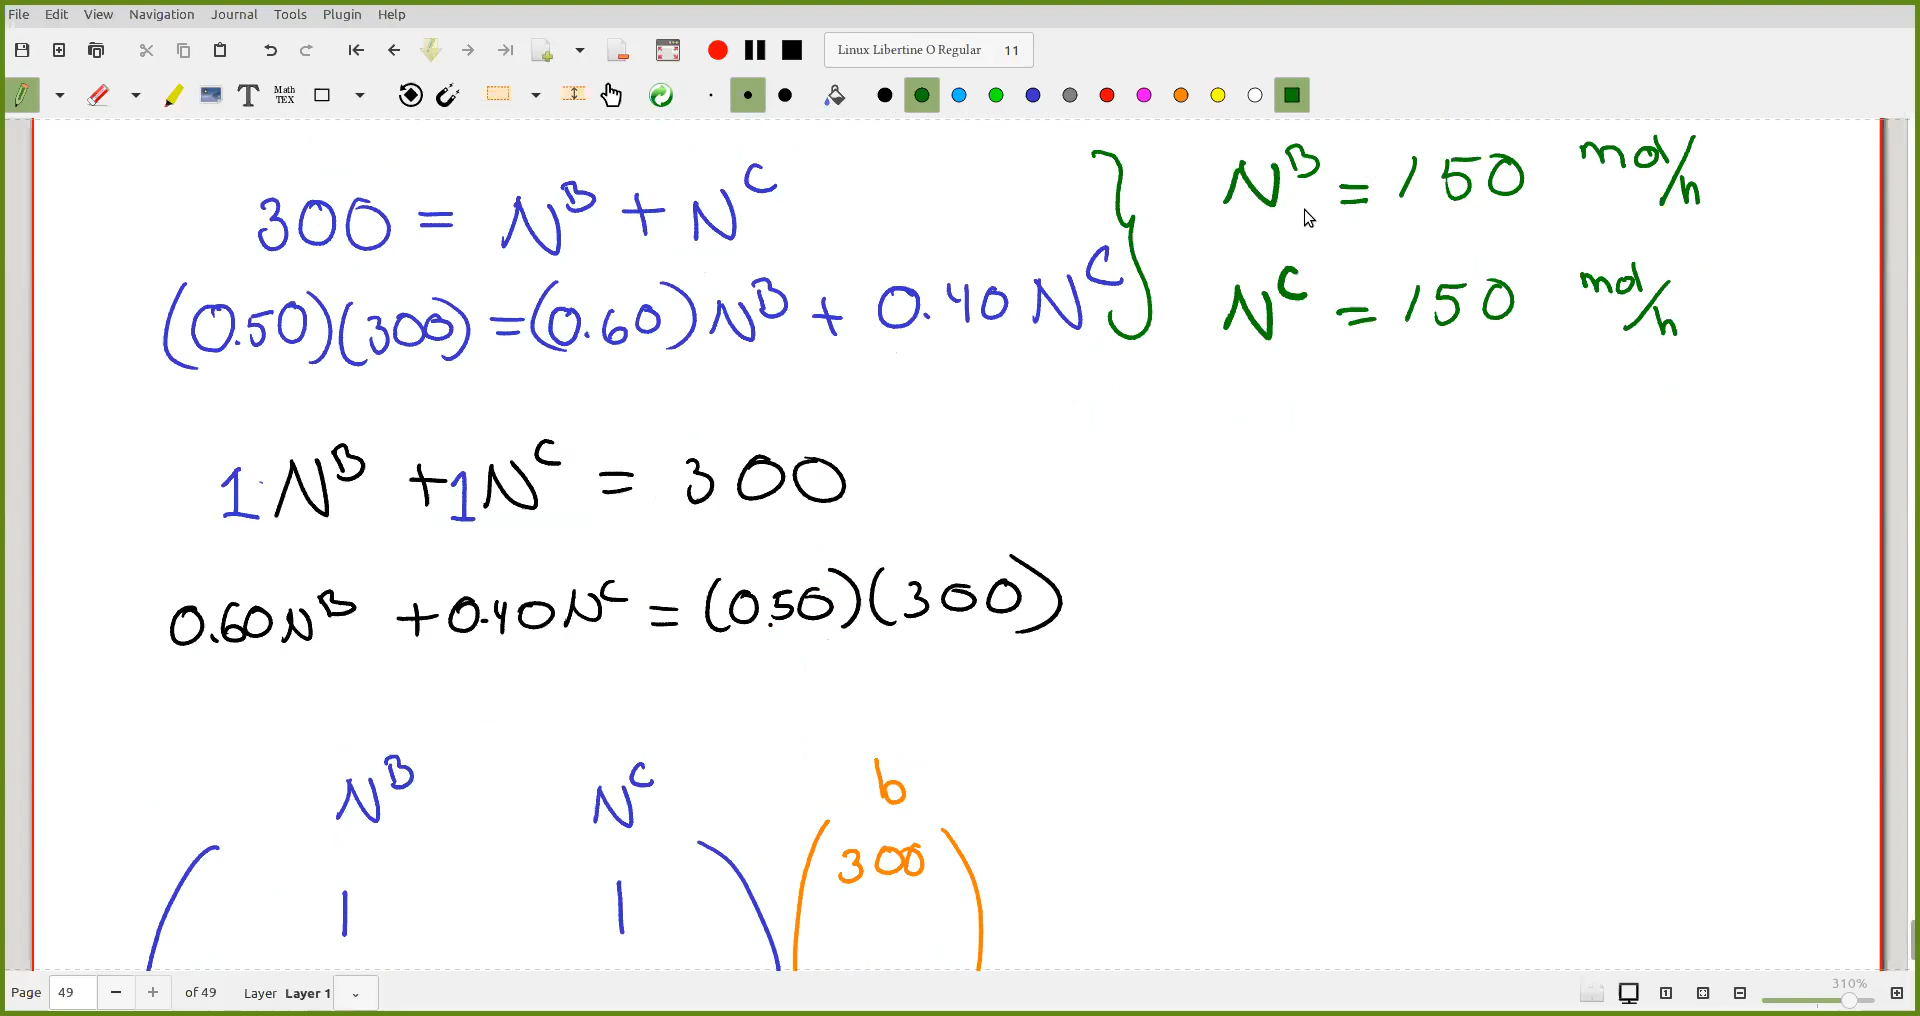 File Edit View Navigation Journal Tools Plugin Help
Linux Libertine O Regular 11
T Math TEX
300 = N^B + N^C
(0.50)(300) = (0.60) N^B + 0.40 N^C
N^B = 150 mol/h
N^C = 150 mol/h
1 · N^B + 1 N^C = 300
0.60 N^B + 0.40 N^C = (0.50)(300)
N^B N^C b
1 1 300
Page 49 − + of 49 Layer Layer 1 310%